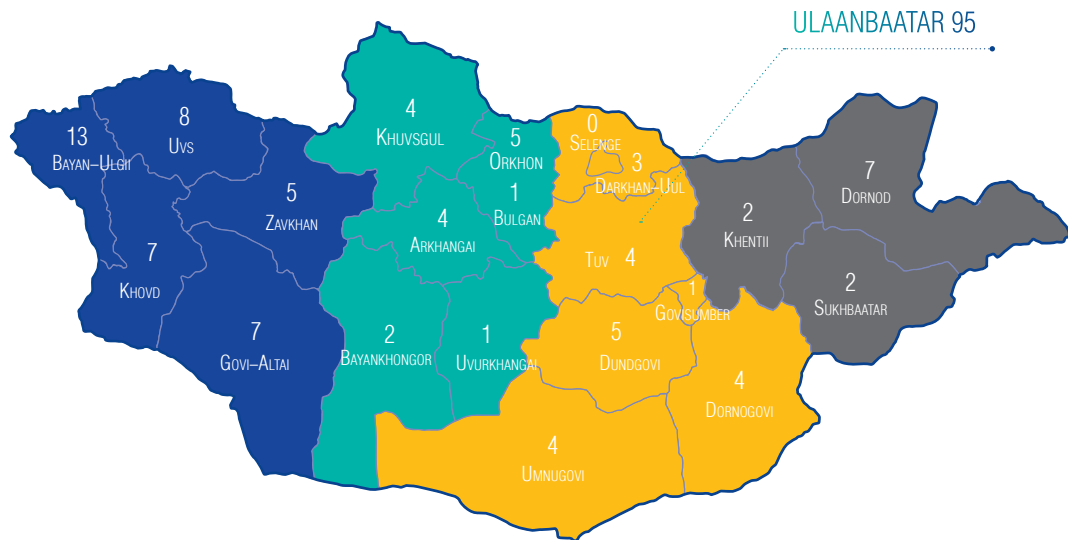 ULAANBAATAR 95
4
KHUVSGUL
8
UVS
13
BAYAN–ULGII
5
ORKHON
0
SELENGE
3
DARKHAN–UUL
5
ZAVKHAN
1
BULGAN
4
ARKHANGAI
7
DORNOD
2
KHENTII
7
KHOVD
TUV 4
1
GOVISUMBER
2
SUKHBAATAR
7
GOVI–ALTAI
2
BAYANKHONGOR
1
UVURKHANGAI
5
DUNDGOVI
4
DORNOGOVI
4
UMNUGOVI